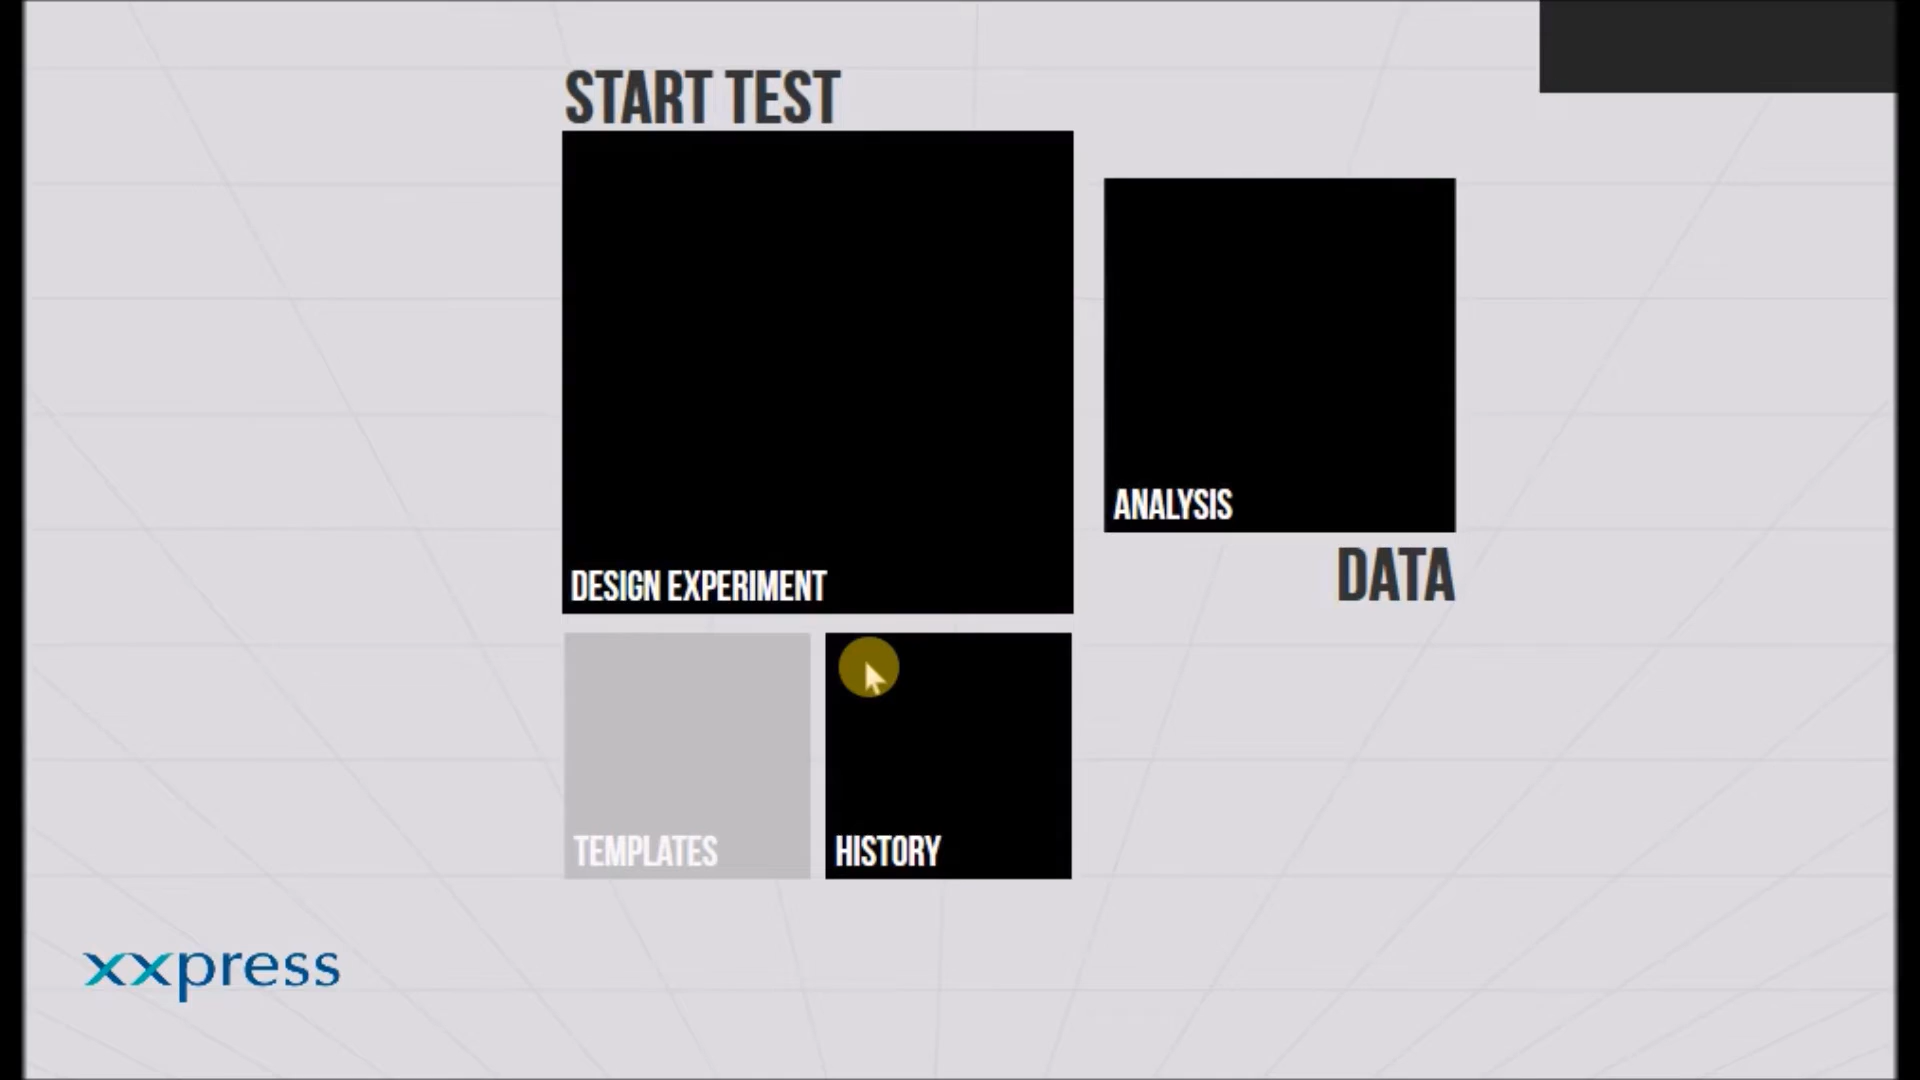 START TEST
DESIGN EXPERIMENT
ANALYSIS
DATA
TEMPLATES
HISTORY
xxpress